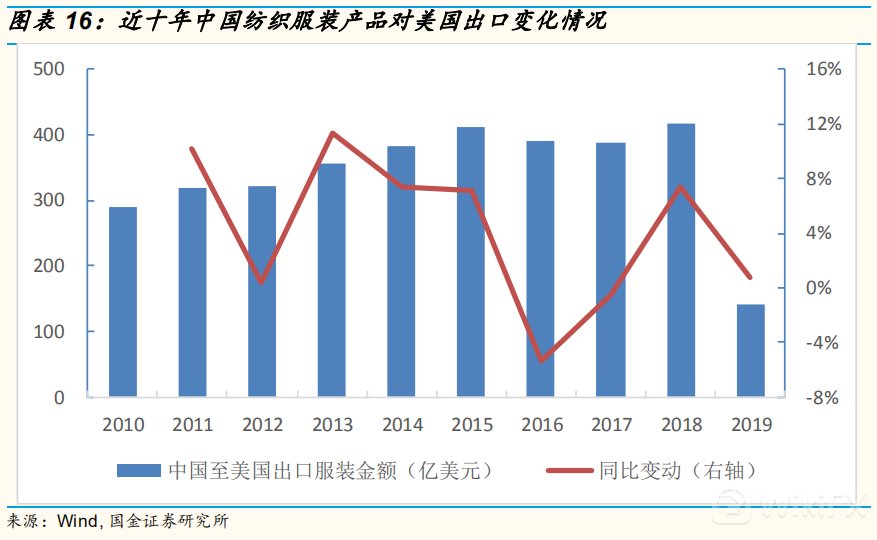 图表 16：近十年中国纺织服装产品对美国出口变化情况
500 16%
400 12%
300 8%
200 4%
100 0%
0 -4%
-8%
2010 2011 2012 2013 2014 2015 2016 2017 2018 2019
中国至美国出口服装金额（亿美元） 同比变动（右轴）
来源：Wind, 国金证券研究所
WikiFX